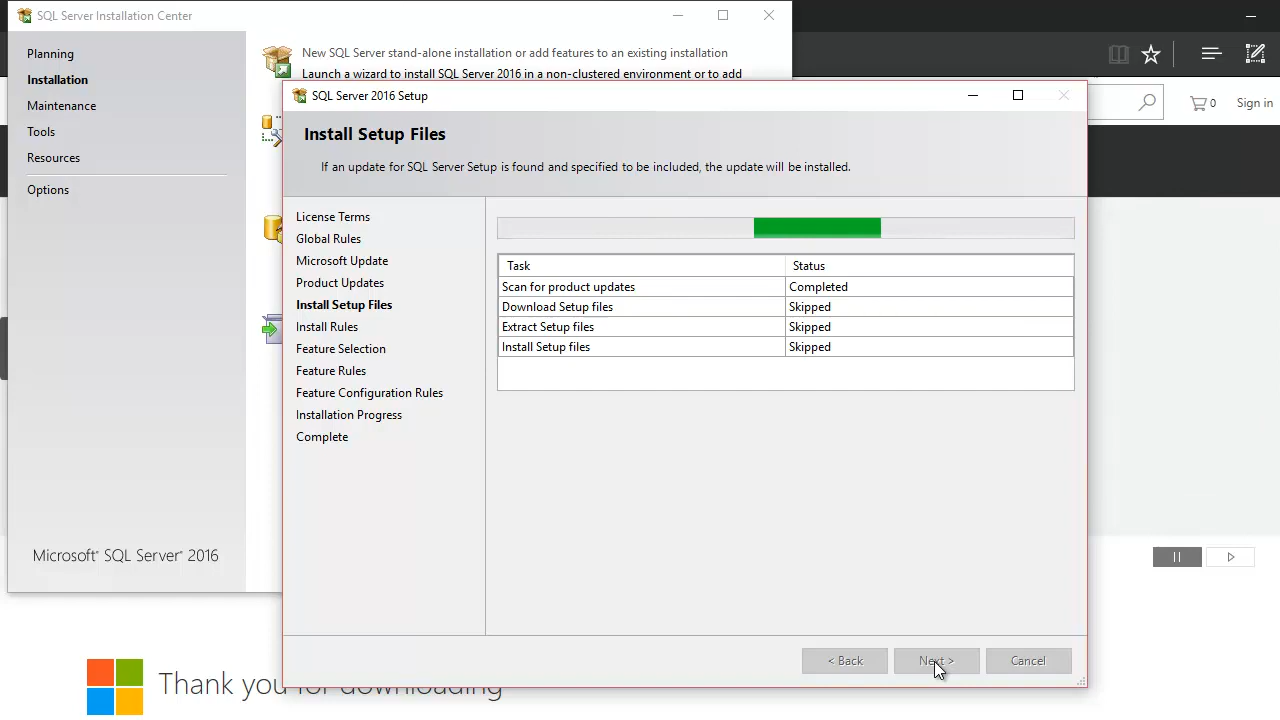 SQL Server Installation Center
Planning
Installation
Maintenance
Tools
Resources
Options
Microsoft® SQL Server® 2016
New SQL Server stand-alone installation or add features to an existing installation
Launch a wizard to install SQL Server 2016 in a non-clustered environment or to add
SQL Server 2016 Setup
Install Setup Files
If an update for SQL Server Setup is found and specified to be included, the update will be installed.
License Terms
Global Rules
Microsoft Update
Product Updates
Install Setup Files
Install Rules
Feature Selection
Feature Rules
Feature Configuration Rules
Installation Progress
Complete
Task Status
Scan for product updates Completed
Download Setup files Skipped
Extract Setup files Skipped
Install Setup files Skipped
< Back Next > Cancel
0 Sign in
Thank you for downloading